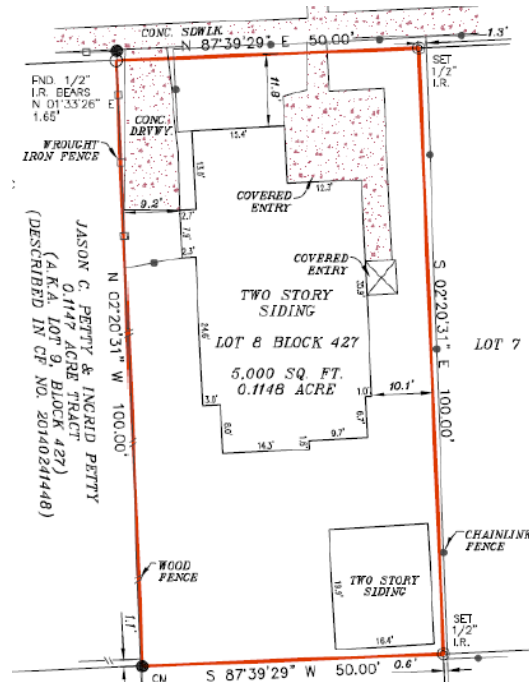 CONC. SDWLK
N 87°39'29" E 50.00'
1.3'
FND. 1/2"
I.R. BEARS
N 01°33'26" E
1.65'
SET
1/2"
I.R.
11.8'
CONC.
DRVWY.
15.4'
WROUGHT
IRON FENCE
COVERED
ENTRY
12.7'
9.2'
2.7'
7.3'
2.3'
COVERED
ENTRY
TWO STORY
SIDING
LOT 8 BLOCK 427
5,000 SQ. FT.
0.1148 ACRE
24.6'
LOT 7
1.0'
10.1'
6.7'
3.8'
8.0'
14.3'
1.6'
9.7'
N 02°20'31" W 100.00'
S 02°20'31" E 100.00'
JASON C. PETTY & INGRID PETTY
0.1147 ACRE TRACT
(A.K.A. LOT 9, BLOCK 427)
(DESCRIBED IN CF NO. 20140241448)
CHAINLINK
FENCE
WOOD
FENCE
19.9'
TWO STORY
SIDING
16.4'
1.1'
SET
1/2"
I.R.
CM
S 87°39'29" W 50.00'
0.6'